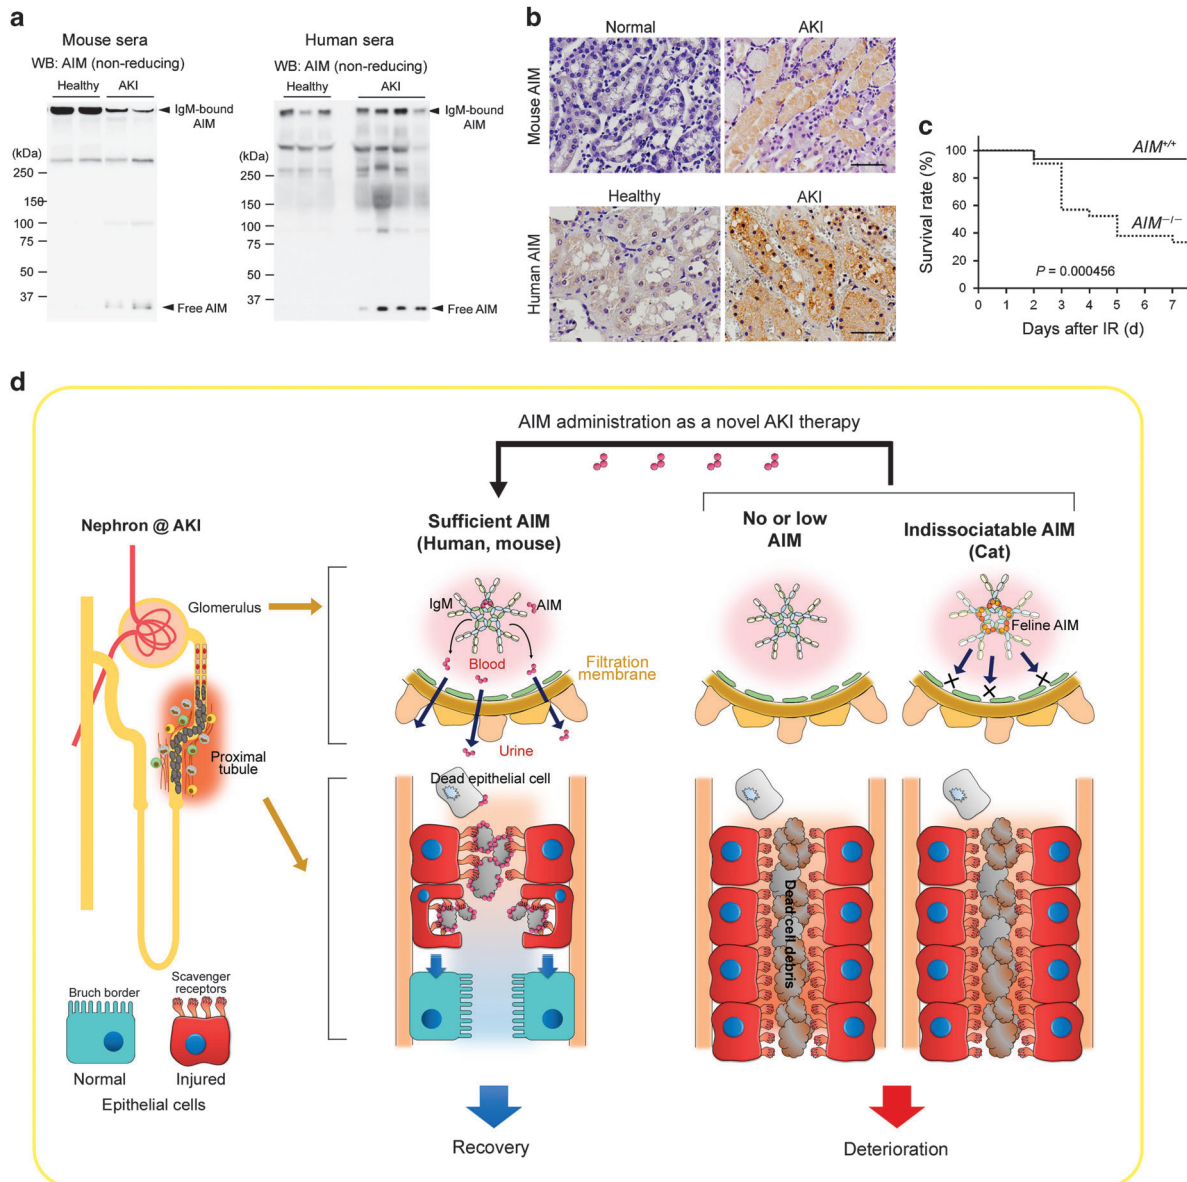 a
Mouse sera
WB: AIM (non-reducing)
Healthy
AKI
IgM-bound
AIM
(kDa)
250
150
100
75
50
37
Free AIM
Human sera
WB: AIM (non-reducing)
Healthy
AKI
IgM-bound
AIM
(kDa)
250
150
100
75
50
37
Free AIM
b
Normal
AKI
Mouse AIM
Healthy
AKI
Human AIM
c
Survival rate (%)
100
80
60
40
20
0
AIM+/+
AIM−/−
P = 0.000456
0 1 2 3 4 5 6 7
Days after IR (d)
d
AIM administration as a novel AKI therapy
Nephron @ AKI
Glomerulus
Proximal
tubule
Bruch border
Scavenger
receptors
Normal
Injured
Epithelial cells
Sufficient AIM
(Human, mouse)
IgM
AIM
Blood
Filtration
membrane
Urine
Dead epithelial cell
Recovery
No or low
AIM
Indissociatable AIM
(Cat)
Feline AIM
Dead cell debris
Deterioration